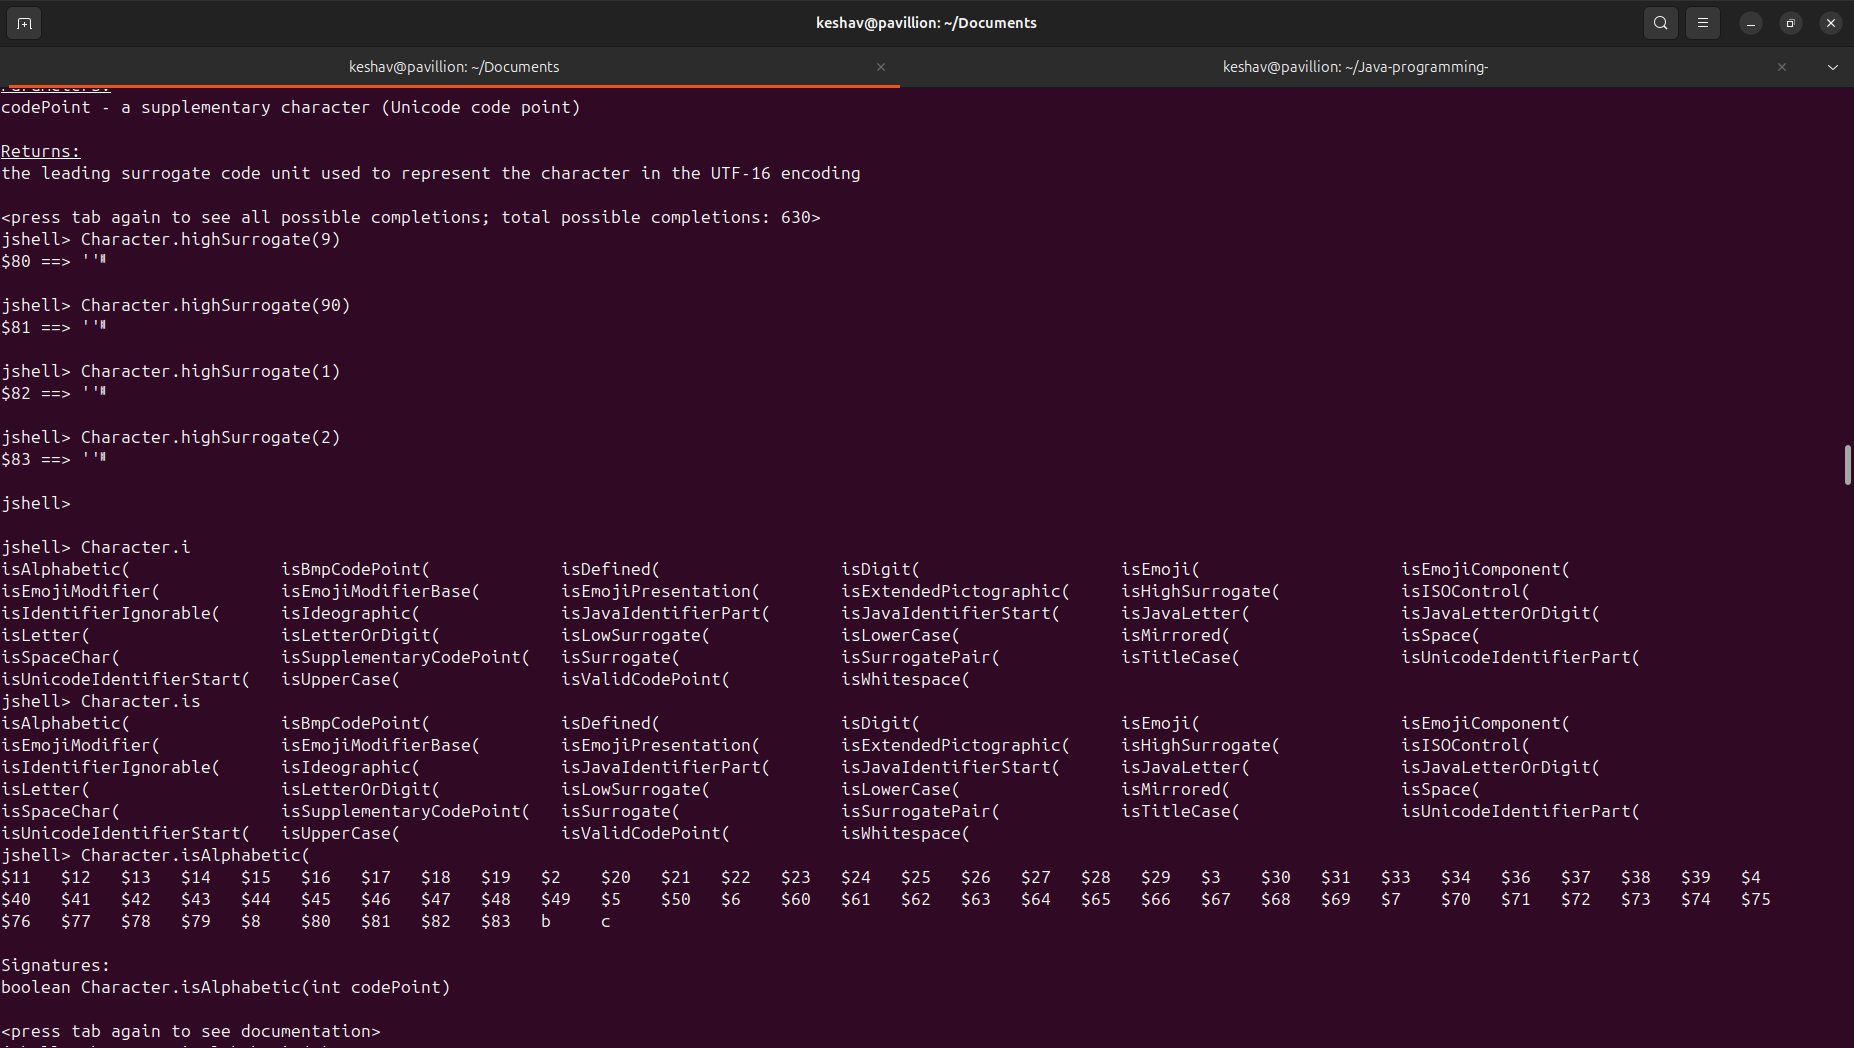 keshav@pavillion: ~/Documents
keshav@pavillion: ~/Documents
keshav@pavillion: ~/Java-programming-
Parameters:
codePoint - a supplementary character (Unicode code point)
Returns:
the leading surrogate code unit used to represent the character in the UTF-16 encoding
<press tab again to see all possible completions; total possible completions: 630>
jshell> Character.highSurrogate(9)
$80 ==> ''
jshell> Character.highSurrogate(90)
$81 ==> ''
jshell> Character.highSurrogate(1)
$82 ==> ''
jshell> Character.highSurrogate(2)
$83 ==> ''
jshell>
jshell> Character.i
isAlphabetic( isBmpCodePoint( isDefined( isDigit( isEmoji( isEmojiComponent(
isEmojiModifier( isEmojiModifierBase( isEmojiPresentation( isExtendedPictographic( isHighSurrogate( isISOControl(
isIdentifierIgnorable( isIdeographic( isJavaIdentifierPart( isJavaIdentifierStart( isJavaLetter( isJavaLetterOrDigit(
isLetter( isLetterOrDigit( isLowSurrogate( isLowerCase( isMirrored( isSpace(
isSpaceChar( isSupplementaryCodePoint( isSurrogate( isSurrogatePair( isTitleCase( isUnicodeIdentifierPart(
isUnicodeIdentifierStart( isUpperCase( isValidCodePoint( isWhitespace(
jshell> Character.is
isAlphabetic( isBmpCodePoint( isDefined( isDigit( isEmoji( isEmojiComponent(
isEmojiModifier( isEmojiModifierBase( isEmojiPresentation( isExtendedPictographic( isHighSurrogate( isISOControl(
isIdentifierIgnorable( isIdeographic( isJavaIdentifierPart( isJavaIdentifierStart( isJavaLetter( isJavaLetterOrDigit(
isLetter( isLetterOrDigit( isLowSurrogate( isLowerCase( isMirrored( isSpace(
isSpaceChar( isSupplementaryCodePoint( isSurrogate( isSurrogatePair( isTitleCase( isUnicodeIdentifierPart(
isUnicodeIdentifierStart( isUpperCase( isValidCodePoint( isWhitespace(
jshell> Character.isAlphabetic(
$11 $12 $13 $14 $15 $16 $17 $18 $19 $2 $20 $21 $22 $23 $24 $25 $26 $27 $28 $29 $3 $30 $31 $33 $34 $36 $37 $38 $39 $4
$40 $41 $42 $43 $44 $45 $46 $47 $48 $49 $5 $50 $6 $60 $61 $62 $63 $64 $65 $66 $67 $68 $69 $7 $70 $71 $72 $73 $74 $75
$76 $77 $78 $79 $8 $80 $81 $82 $83 b c
Signatures:
boolean Character.isAlphabetic(int codePoint)
<press tab again to see documentation>